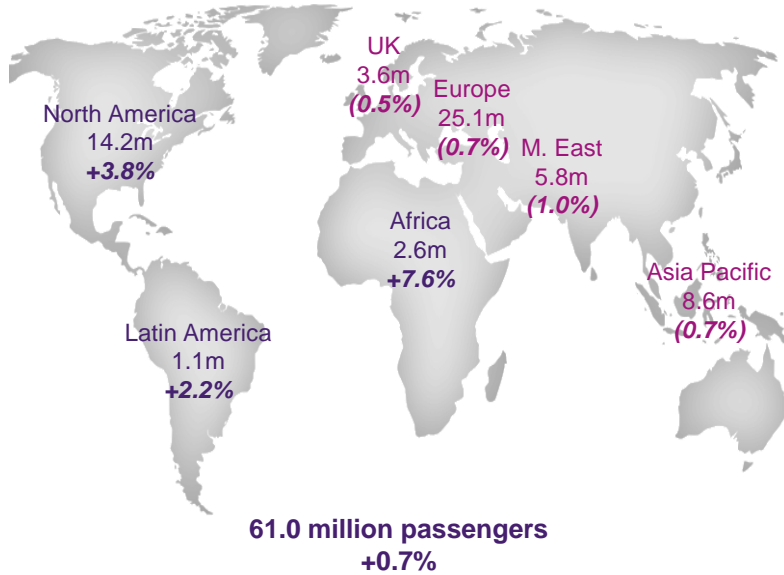 UK
3.6m
(0.5%)
Europe
25.1m
(0.7%)
North America
14.2m
+3.8%
M. East
5.8m
(1.0%)
Africa
2.6m
+7.6%
Asia Pacific
8.6m
(0.7%)
Latin America
1.1m
+2.2%
61.0 million passengers
+0.7%